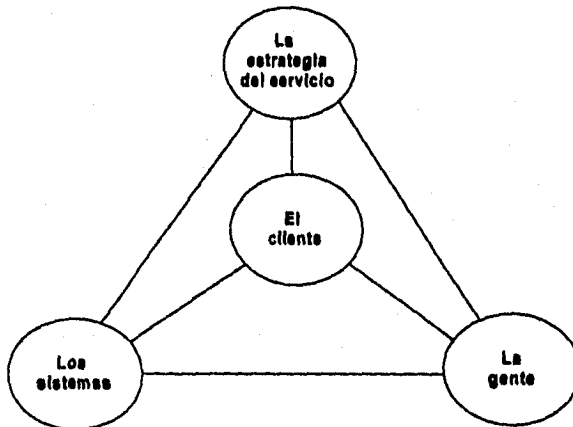 La
estrategia
del servicio
El
cliente
Los
sistemas
La
gente